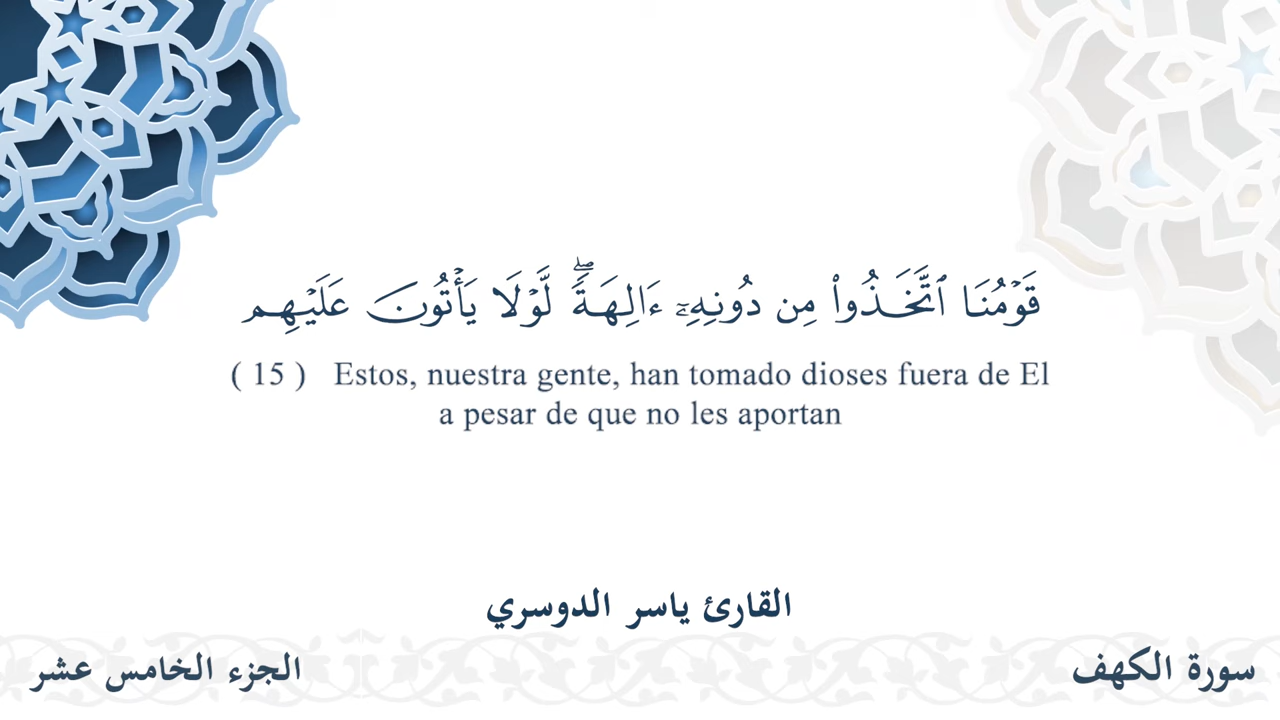 قَوۡمُنَا ٱتَّخَذُواْ مِن دُونِهِۦٓ ءَالِهَةٗۖ لَّوۡلَا يَأۡتُونَ عَلَيۡهِم
( 15 ) Estos, nuestra gente, han tomado dioses fuera de El
a pesar de que no les aportan
القارئ ياسر الدوسري
سورة الكهف
الجزء الخامس عشر